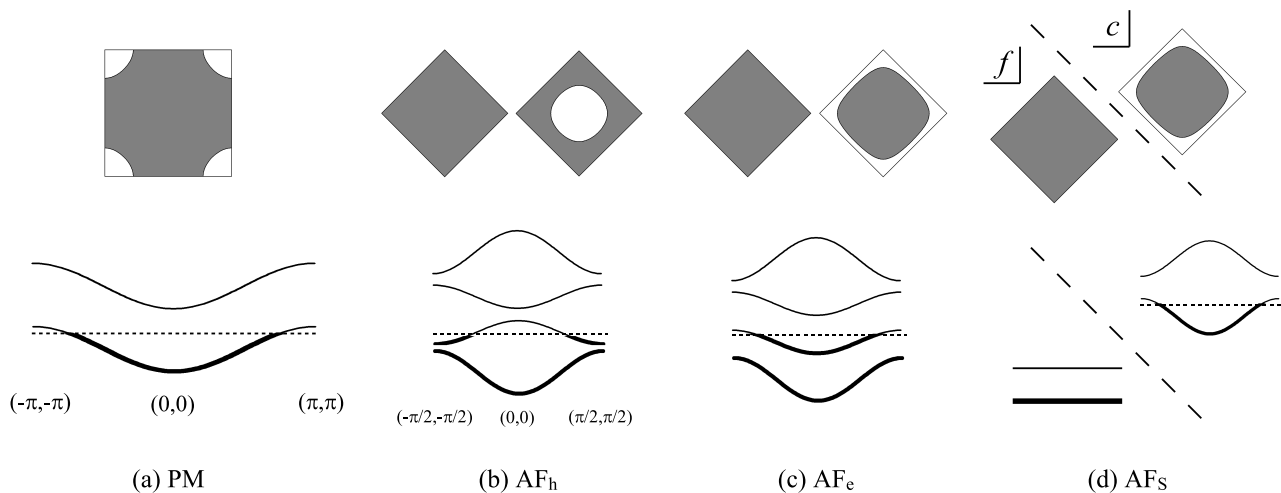 f c
(-π,-π) (0,0) (π,π)
(-π/2,-π/2) (0,0) (π/2,π/2)
(a) PM (b) AFh (c) AFe (d) AFS